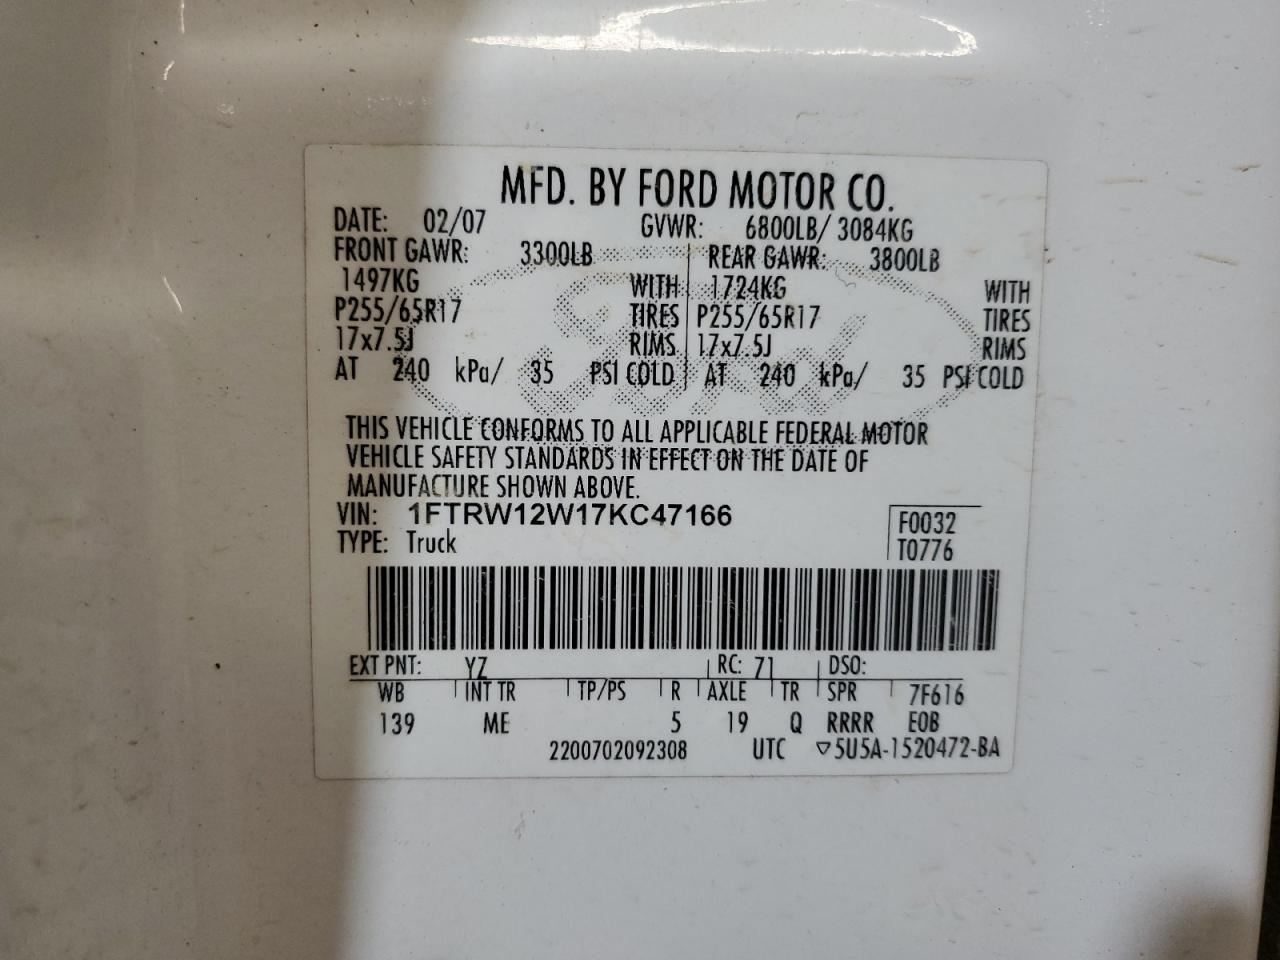 MFD. BY FORD MOTOR CO.
DATE: 02/07 GVWR: 6800LB/ 3084KG
FRONT GAWR: 3300LB REAR GAWR: 3800LB
1497KG WITH 1724KG WITH
P255/65R17 TIRES P255/65R17 TIRES
17x7.5J RIMS 17x7.5J RIMS
AT 240 kPa/ 35 PSI COLD AT 240 kPa/ 35 PSI COLD
THIS VEHICLE CONFORMS TO ALL APPLICABLE FEDERAL MOTOR
VEHICLE SAFETY STANDARDS IN EFFECT ON THE DATE OF
MANUFACTURE SHOWN ABOVE.
VIN: 1FTRW12W17KC47166 F0032
TYPE: Truck T0776
EXT PNT: YZ RC: 71 DSO:
WB INT TR TP/PS R AXLE TR SPR 7F616
139 ME 5 19 Q RRRR EOB
2200702092308 UTC ▽5U5A-1520472-BA
Ford